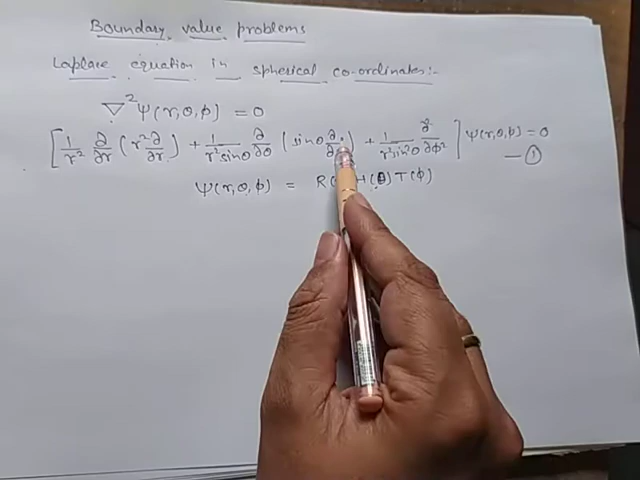 Boundary value problems
Laplace equation in spherical co-ordinates:-
∇²ψ(r,θ,φ) = 0
[1/r² ∂/∂r (r² ∂/∂r) + 1/r² sinθ ∂/∂θ (sinθ ∂/∂) + 1/r² sin²θ ∂²/∂φ²] ψ(r,θ,φ) = 0
— ①
ψ(r,θ,φ) = R( H(θ) T(φ)